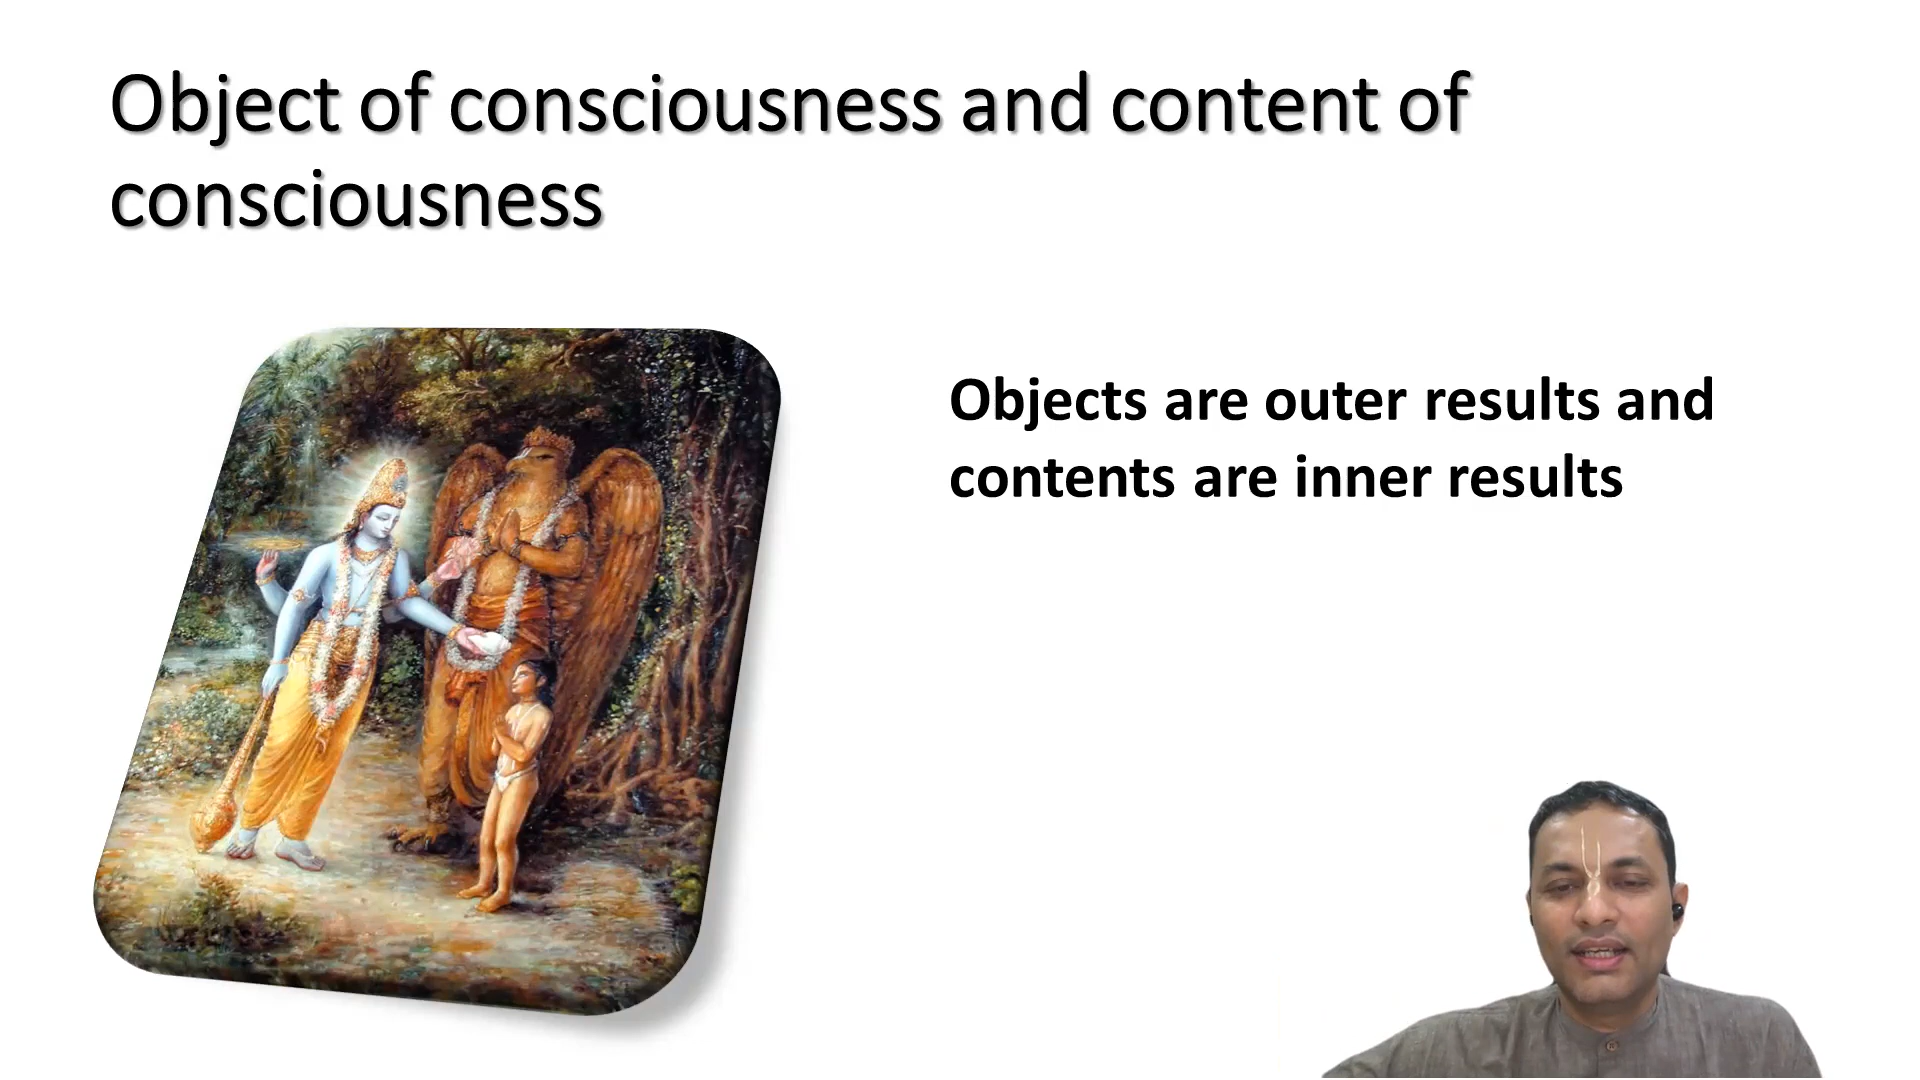 Object of consciousness and content of
consciousness
Objects are outer results and
contents are inner results